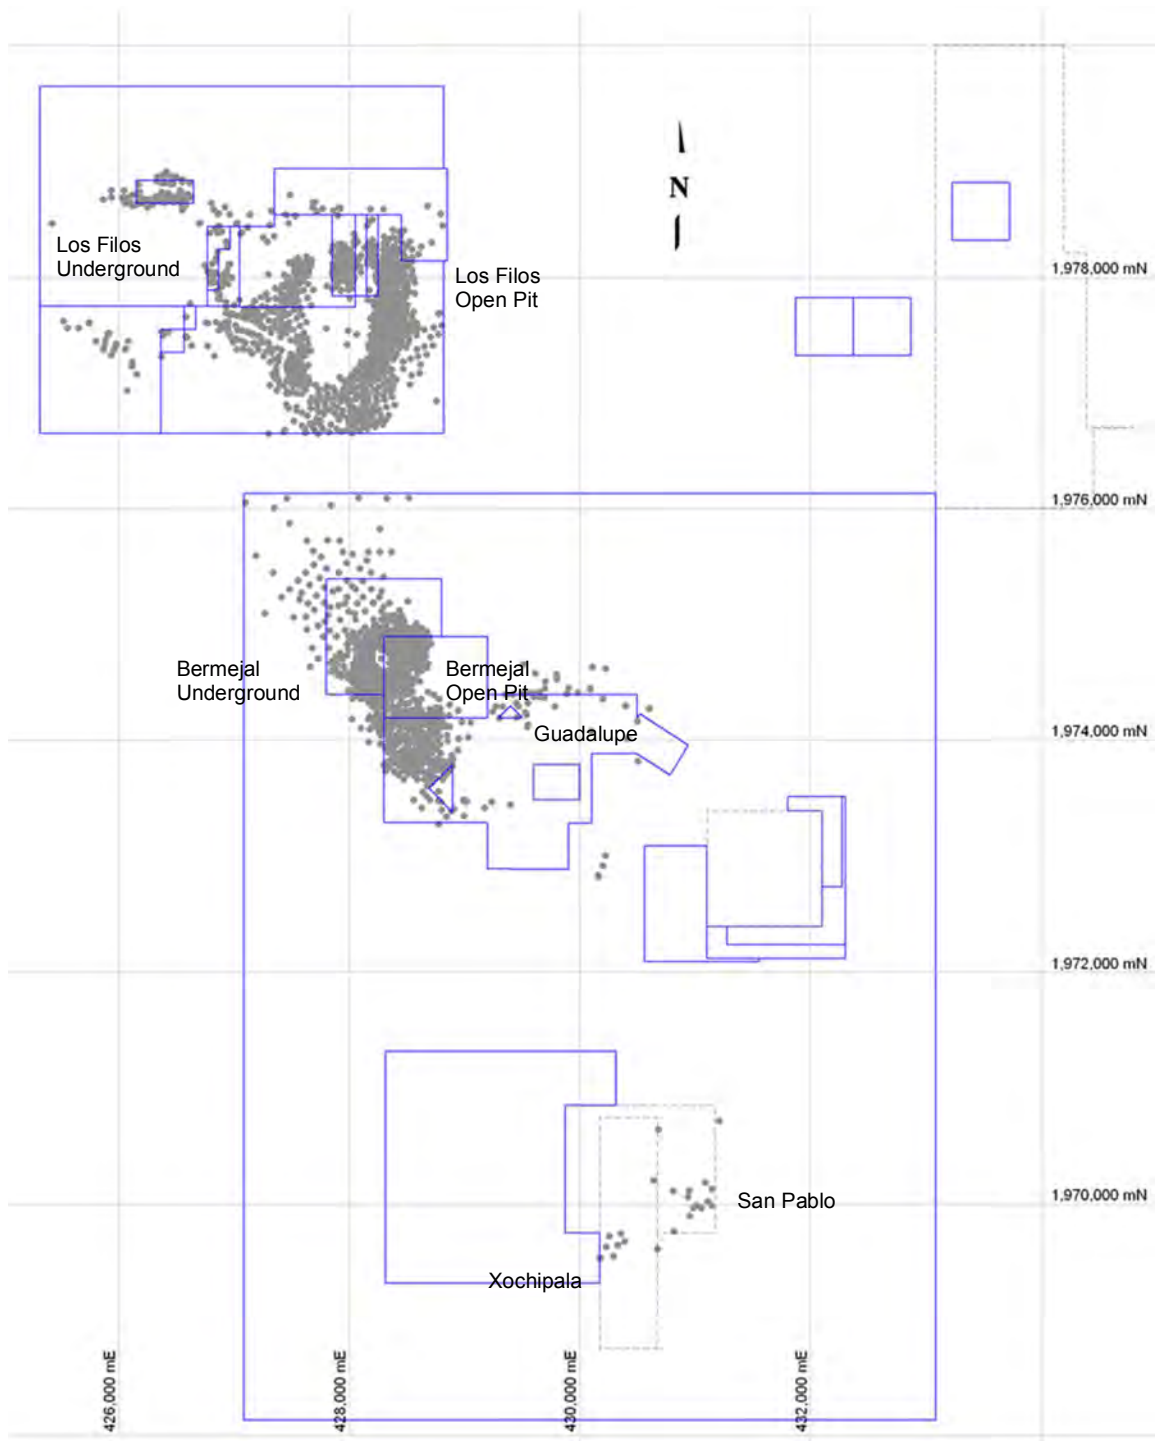 N
Los Filos
Underground
Los Filos
Open Pit
1,978,000 mN
1,976,000 mN
Bermejal
Underground
Bermejal
Open Pit
Guadalupe
1,974,000 mN
1,972,000 mN
1,970,000 mN
San Pablo
Xochipala
426,000 mE
428,000 mE
430,000 mE
432,000 mE